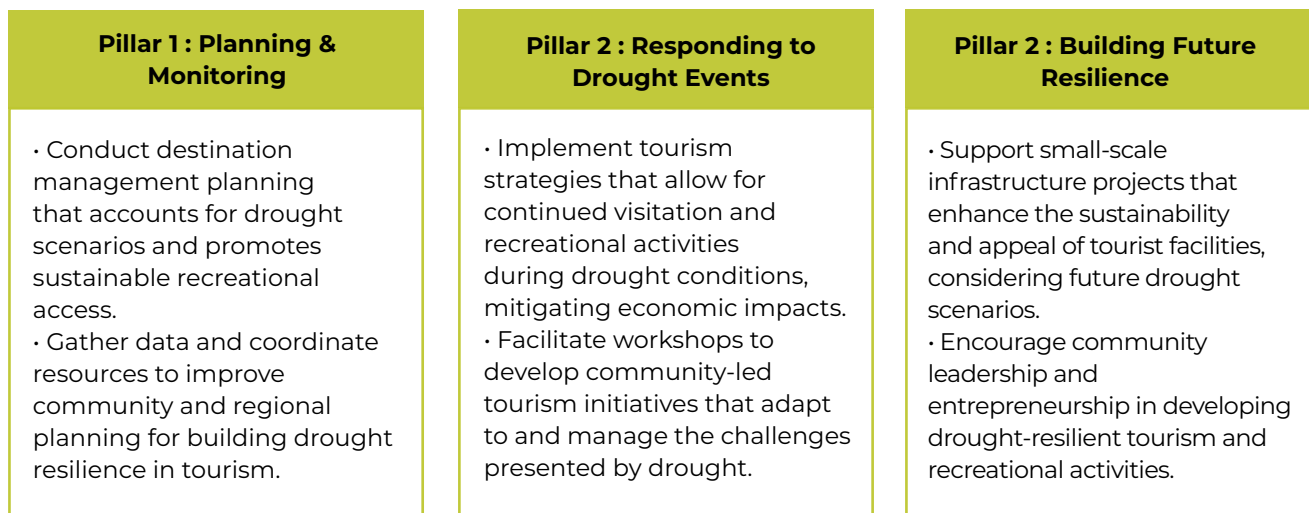 Pillar 1 : Planning &
Monitoring
· Conduct destination
management planning
that accounts for drought
scenarios and promotes
sustainable recreational
access.
· Gather data and coordinate
resources to improve
community and regional
planning for building drought
resilience in tourism.
Pillar 2 : Responding to
Drought Events
· Implement tourism
strategies that allow for
continued visitation and
recreational activities
during drought conditions,
mitigating economic impacts.
· Facilitate workshops to
develop community-led
tourism initiatives that adapt
to and manage the challenges
presented by drought.
Pillar 2 : Building Future
Resilience
· Support small-scale
infrastructure projects that
enhance the sustainability
and appeal of tourist facilities,
considering future drought
scenarios.
· Encourage community
leadership and
entrepreneurship in developing
drought-resilient tourism and
recreational activities.